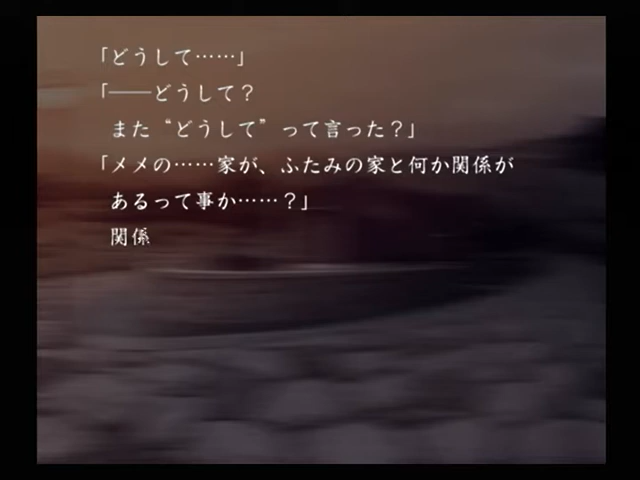 「どうして……」
「――どうして？
また“どうして”って言った？」
「メメの……家が、ふたみの家と何か関係が
あるって事か……？」
関係